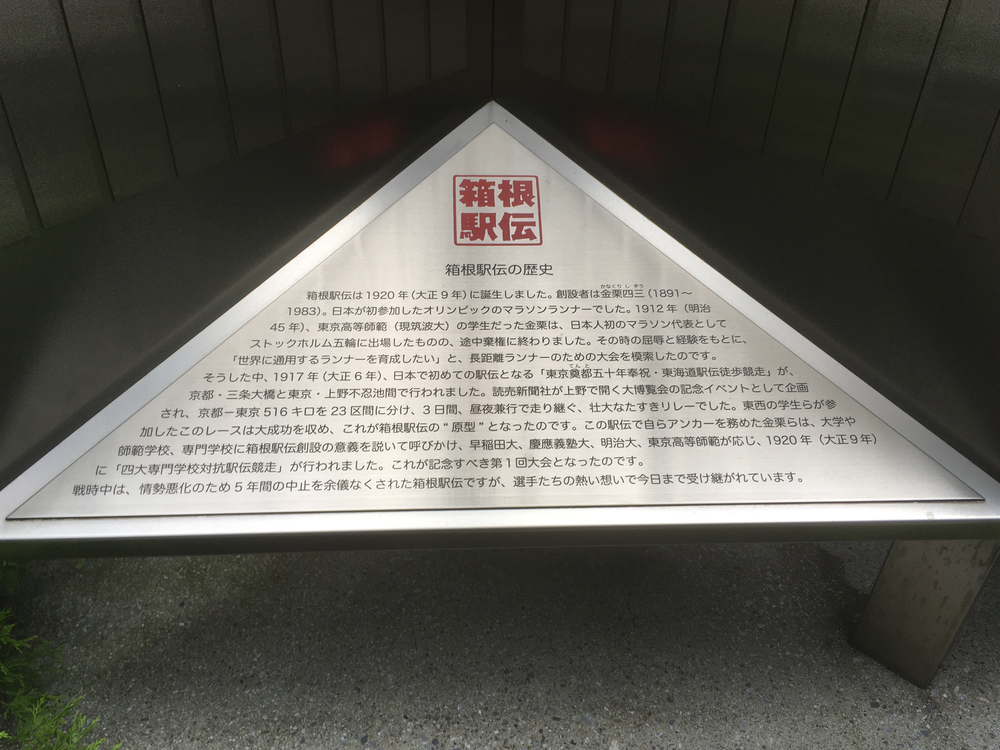 箱根
駅伝
箱根駅伝の歴史
かなくり し ぞう
箱根駅伝は1920年(大正9年)に誕生しました。創設者は金栗四三(1891〜
1983)。日本が初参加したオリンピックのマラソンランナーでした。1912年(明治
45年)、東京高等師範(現筑波大)の学生だった金栗は、日本人初のマラソン代表として
ストックホルム五輪に出場したものの、途中棄権に終わりました。その時の屈辱と経験をもとに、
「世界に通用するランナーを育成したい」と、長距離ランナーのための大会を模索したのです。
てんと
そうした中、1917年(大正6年)、日本で初めての駅伝となる「東京奠都五十年奉祝・東海道駅伝徒歩競走」が、
京都・三条大橋と東京・上野不忍池間で行われました。読売新聞社が上野で開く大博覧会の記念イベントとして企画
され、京都ー東京516キロを23区間に分け、3日間、昼夜兼行で走り継ぐ、壮大なたすきリレーでした。東西の学生らが参
加したこのレースは大成功を収め、これが箱根駅伝の“原型”となったのです。この駅伝で自らアンカーを務めた金栗らは、大学や
師範学校、専門学校に箱根駅伝創設の意義を説いて呼びかけ、早稲田大、慶應義塾大、明治大、東京高等師範が応じ、1920年(大正9年)
に「四大専門学校対抗駅伝競走」が行われました。これが記念すべき第1回大会となったのです。
戦時中は、情勢悪化のため5年間の中止を余儀なくされた箱根駅伝ですが、選手たちの熱い想いで今日まで受け継がれています。